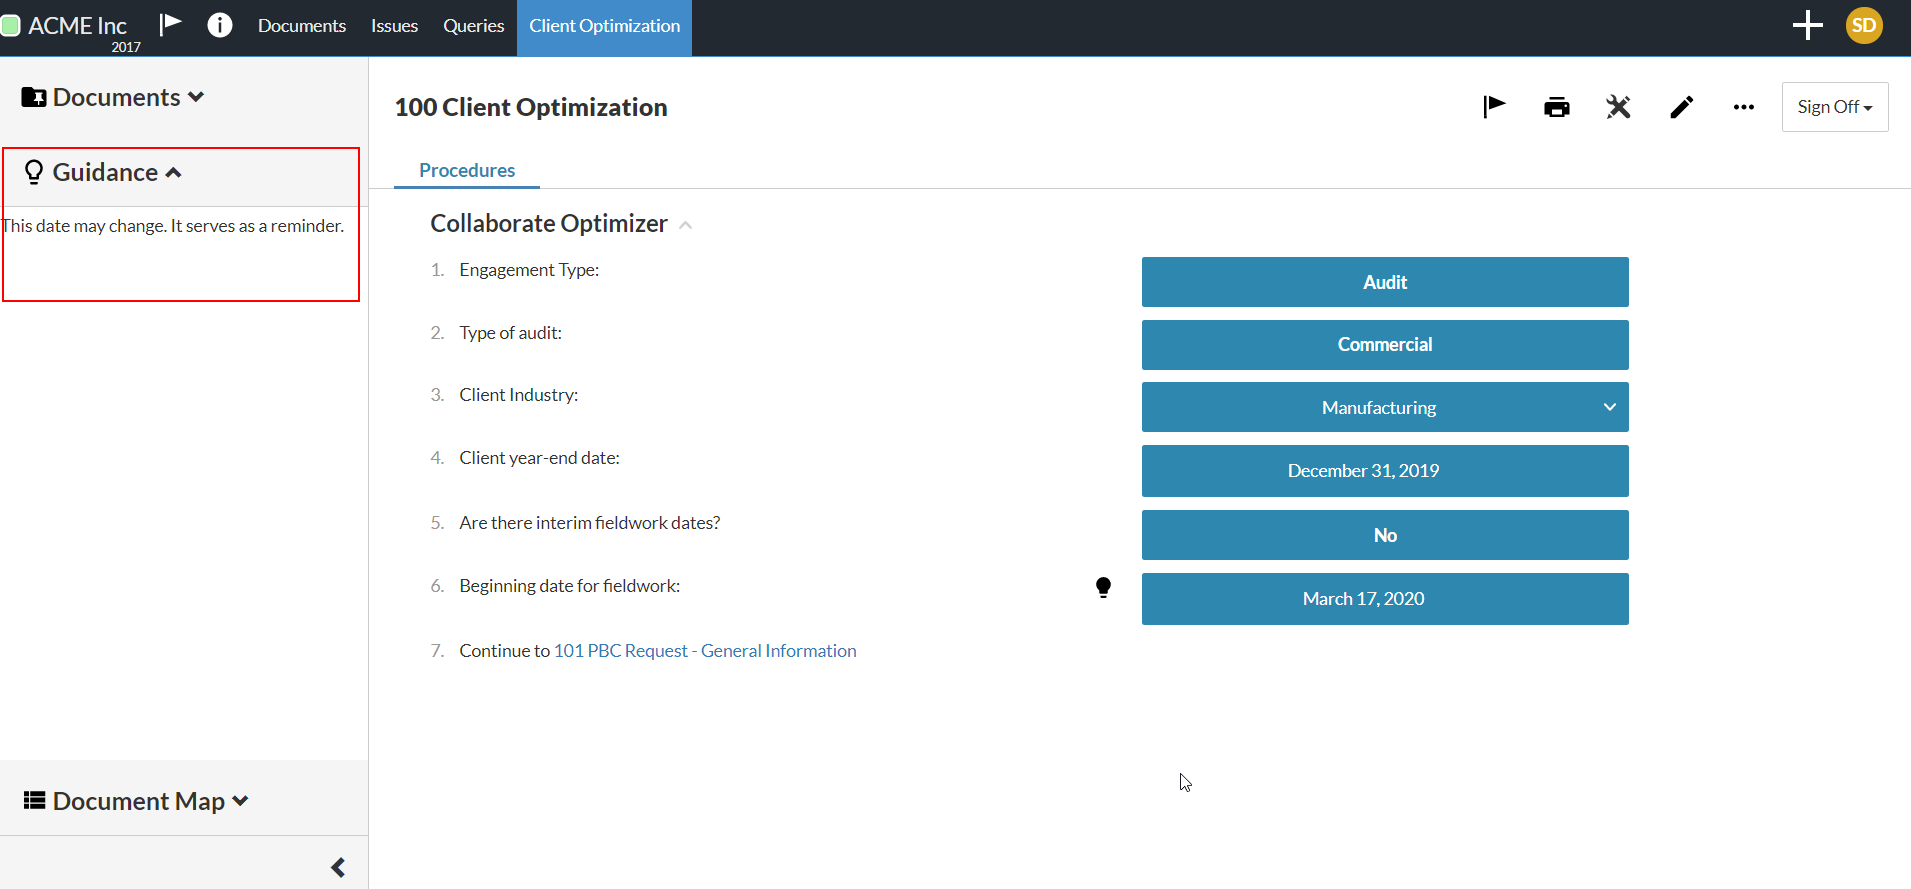 ACME Inc
2017
Documents
Issues
Queries
Client Optimization
SD
Documents
Guidance
This date may change. It serves as a reminder.
Document Map
100 Client Optimization
Sign Off
Procedures
Collaborate Optimizer
1. Engagement Type:
Audit
2. Type of audit:
Commercial
3. Client Industry:
Manufacturing
4. Client year-end date:
December 31, 2019
5. Are there interim fieldwork dates?
No
6. Beginning date for fieldwork:
March 17, 2020
7. Continue to 101 PBC Request - General Information